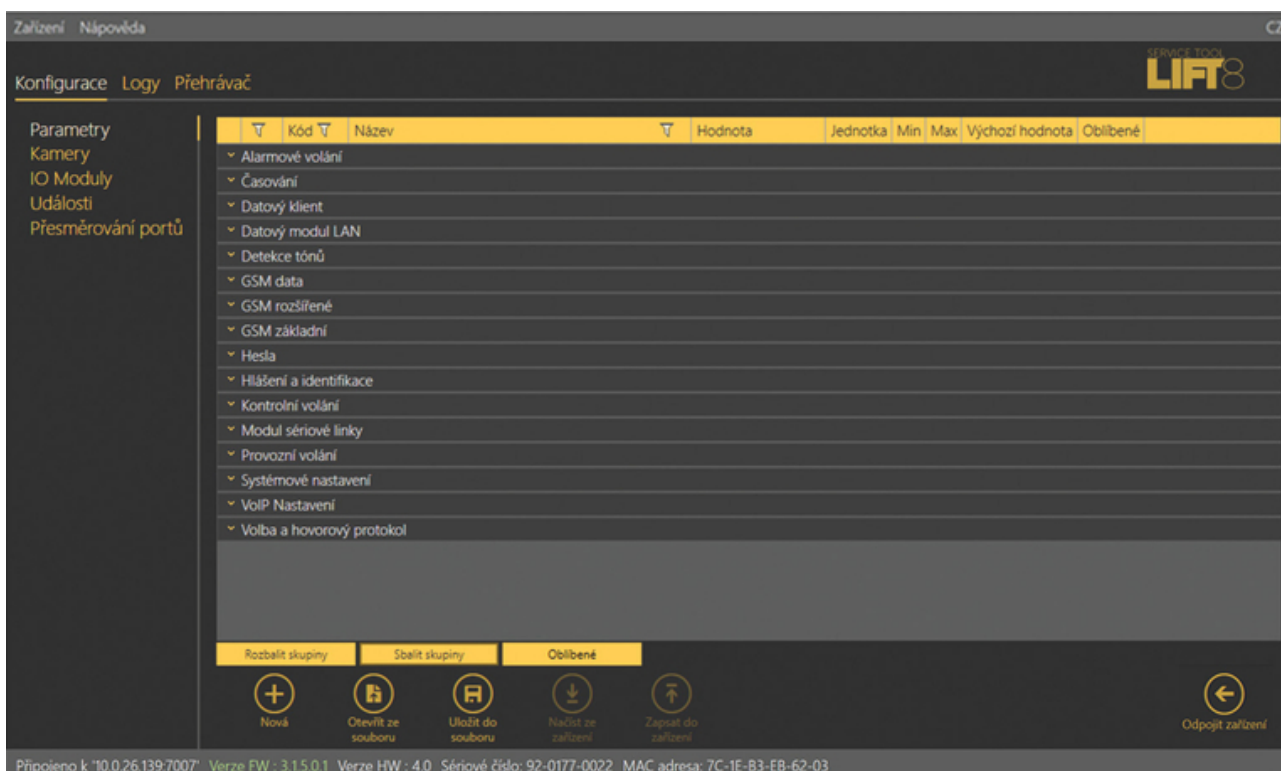 Zařízení Nápověda CZ
SERVICE TOOL
LIFT8
Konfigurace Logy Přehrávač
Parametry
Kamery
IO Moduly
Události
Přesměrování portů
Kód Název Hodnota Jednotka Min Max Výchozí hodnota Oblíbené
Alarmové volání
Časování
Datový klient
Datový modul LAN
Detekce tónů
GSM data
GSM rozšířené
GSM základní
Hesla
Hlášení a identifikace
Kontrolní volání
Modul sériové linky
Provozní volání
Systémové nastavení
VoIP Nastavení
Volba a hovorový protokol
Rozbalit skupiny Sbalit skupiny Oblíbené
Nová
Otevřít ze
souboru
Uložit do
souboru
Načíst ze
zařízení
Zapsat do
zařízení
Odpojit zařízení
Připojeno k "10.0.26.139:7007" Verze FW : 3.1.5.0.1 Verze HW : 4.0 Sériové číslo: 92-0177-0022 MAC adresa: 7C-1E-B3-EB-62-03